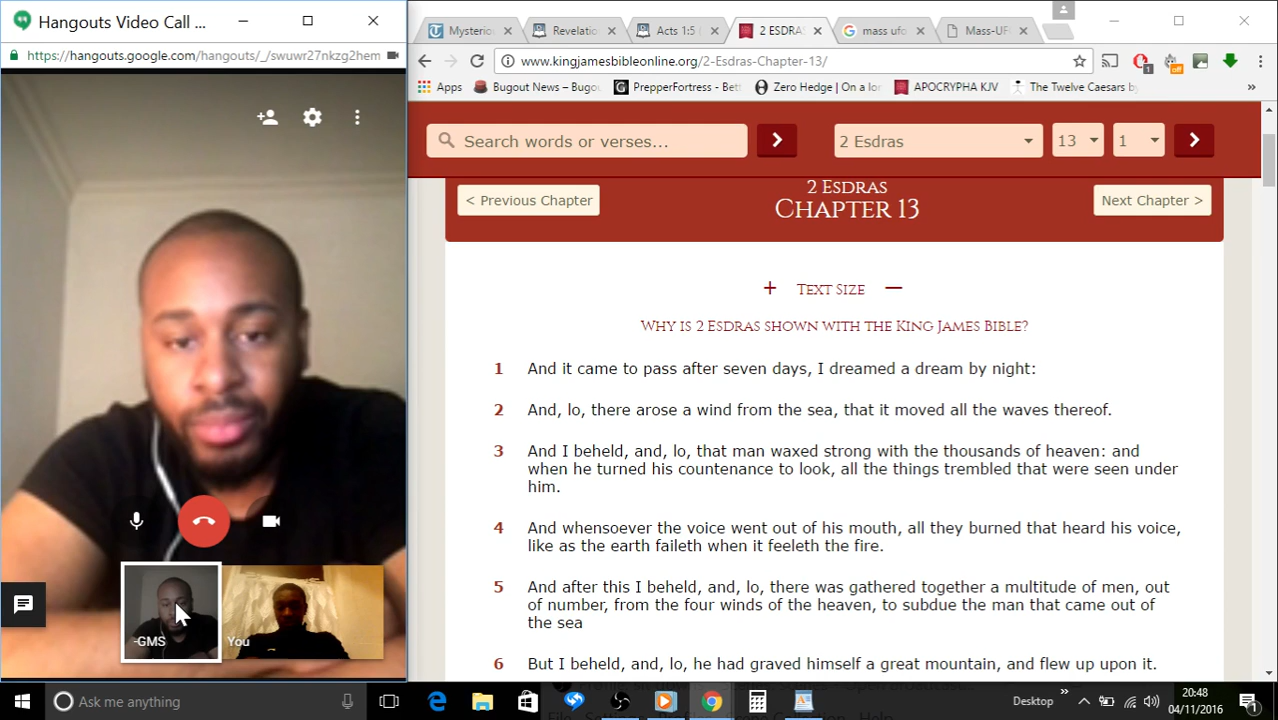 Hangouts Video Call ...
https://hangouts.google.com/hangouts/_/swuwr27nkzg2hem
-GMS
You
Mysterio
Revelatio
Acts 1:5
2 ESDRA
mass ufo
Mass-UF
www.kingjamesbibleonline.org/2-Esdras-Chapter-13/
1
off
Apps
Bugout News – Bugo
PrepperFortress - Bett
Zero Hedge | On a lon
APOCRYPHA KJV
The Twelve Caesars by
»
Search words or verses...
2 Esdras
13
1
< Previous Chapter
2 Esdras
Chapter 13
Next Chapter >
+ Text Size —
Why is 2 Esdras shown with the King James Bible?
1 And it came to pass after seven days, I dreamed a dream by night:
2 And, lo, there arose a wind from the sea, that it moved all the waves thereof.
3 And I beheld, and, lo, that man waxed strong with the thousands of heaven: and
when he turned his countenance to look, all the things trembled that were seen under
him.
4 And whensoever the voice went out of his mouth, all they burned that heard his voice,
like as the earth faileth when it feeleth the fire.
5 And after this I beheld, and, lo, there was gathered together a multitude of men, out
of number, from the four winds of the heaven, to subdue the man that came out of
the sea
6 But I beheld, and, lo, he had graved himself a great mountain, and flew up upon it.
Ask me anything
Desktop
»
20:48
04/11/2016
1